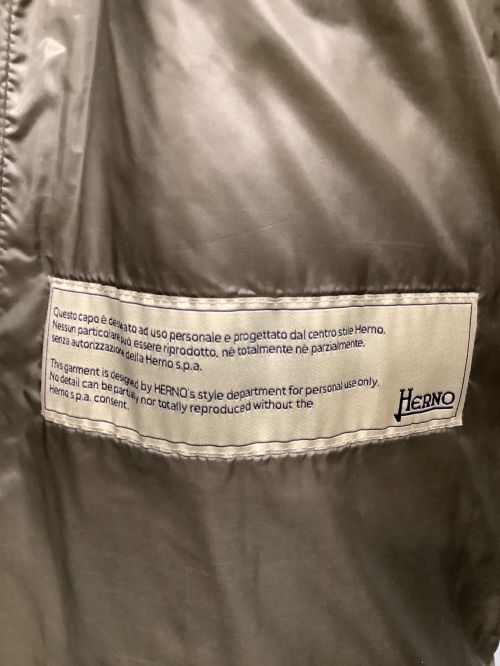 Questo capo è destinato ad uso personale e progettato dal centro stile Herno.
Nessun particolare può essere riprodotto, nè totalmente nè parzialmente,
senza autorizzazione della Herno s.p.a.
This garment is designed by HERNO's style department for personal use only.
No detail can be partially nor totally reproduced without the
Herno s.p.a. consent.
HERNO